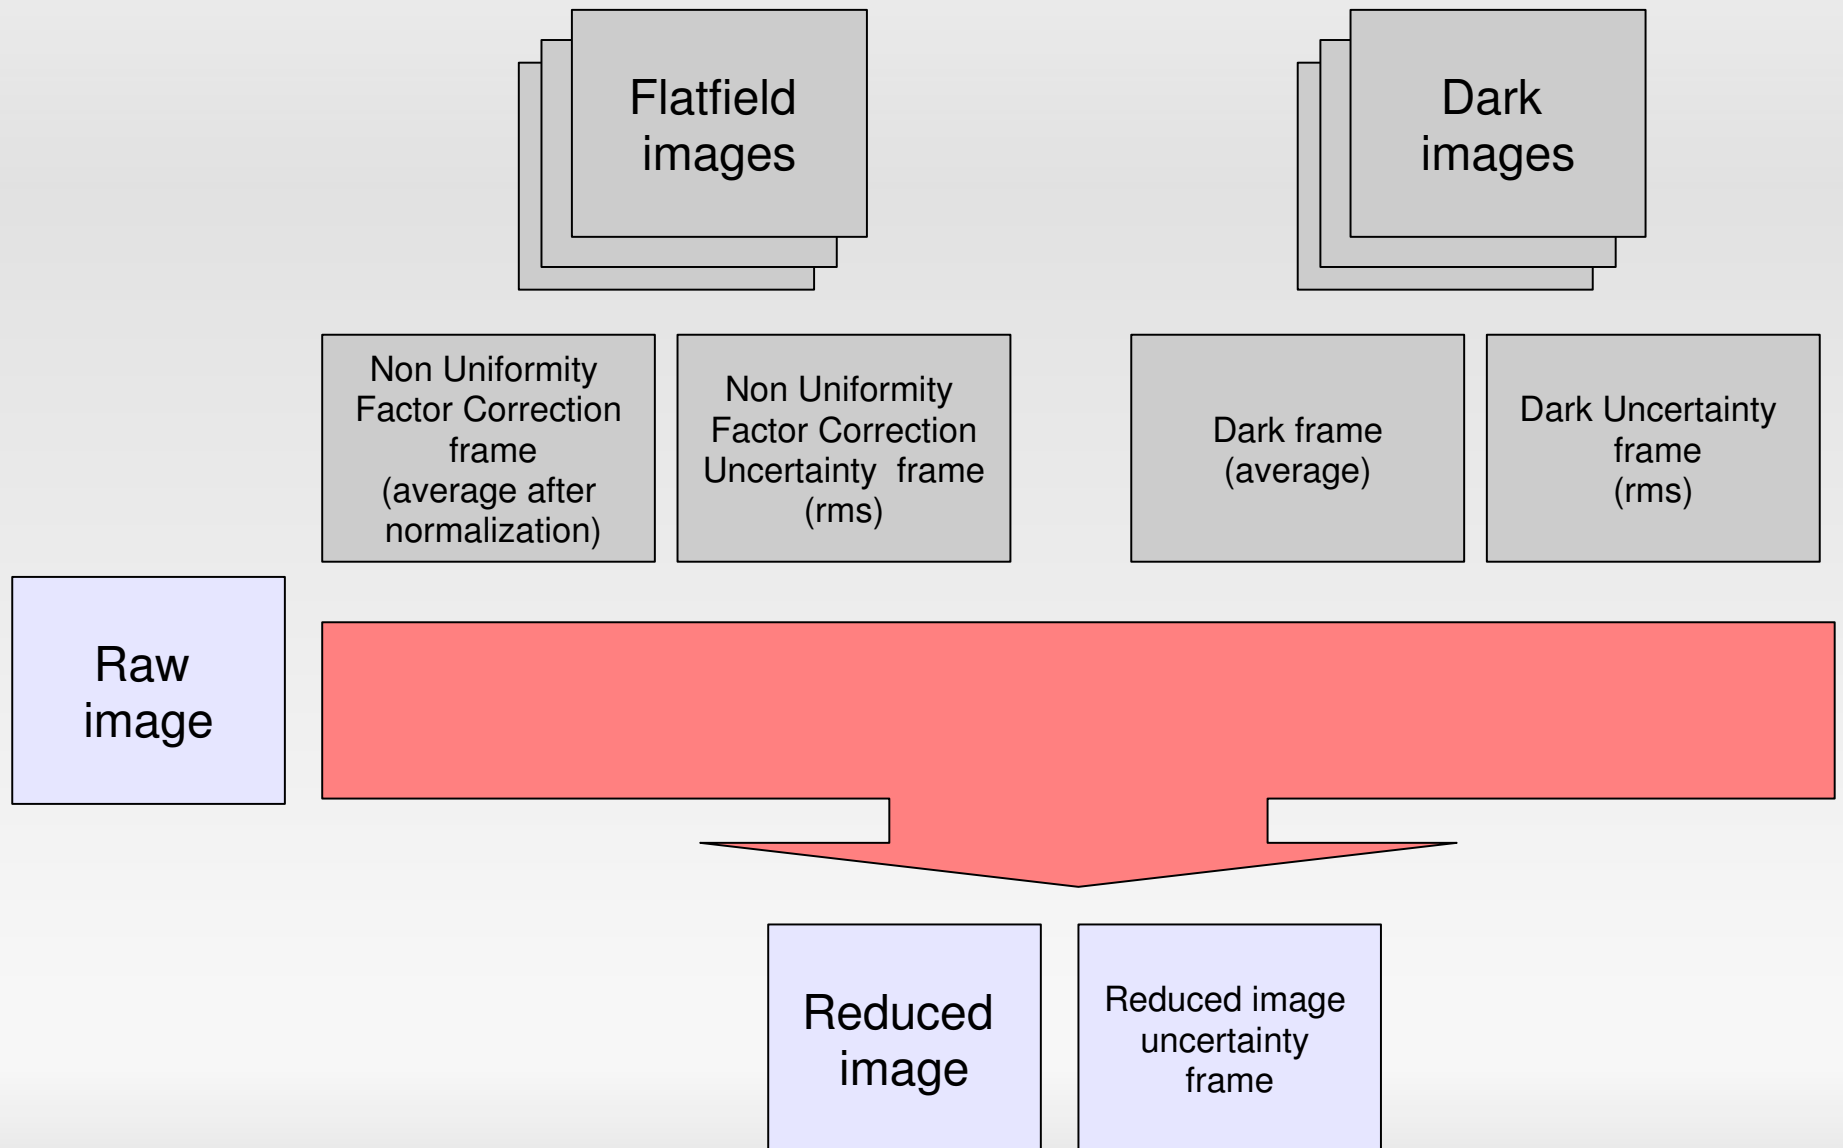 Flatfield
images
Dark
images
Non Uniformity
Factor Correction
frame
(average after
normalization)
Non Uniformity
Factor Correction
Uncertainty frame
(rms)
Dark frame
(average)
Dark Uncertainty
frame
(rms)
Raw
image
Reduced
image
Reduced image
uncertainty
frame